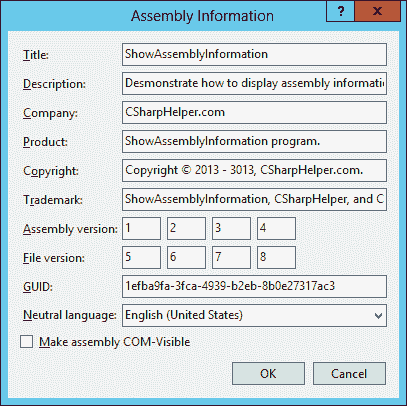 Assembly Information
? x
Title: ShowAssemblyInformation
Description: Desmonstrate how to display assembly informatio
Company: CSharpHelper.com
Product: ShowAssemblyInformation program.
Copyright: Copyright © 2013 - 3013, CSharpHelper.com.
Trademark: ShowAssemblyInformation, CSharpHelper, and C
Assembly version: 1 2 3 4
File version: 5 6 7 8
GUID: 1efba9fa-3fca-4939-b2eb-8b0e27317ac3
Neutral language: English (United States)
Make assembly COM-Visible
OK Cancel